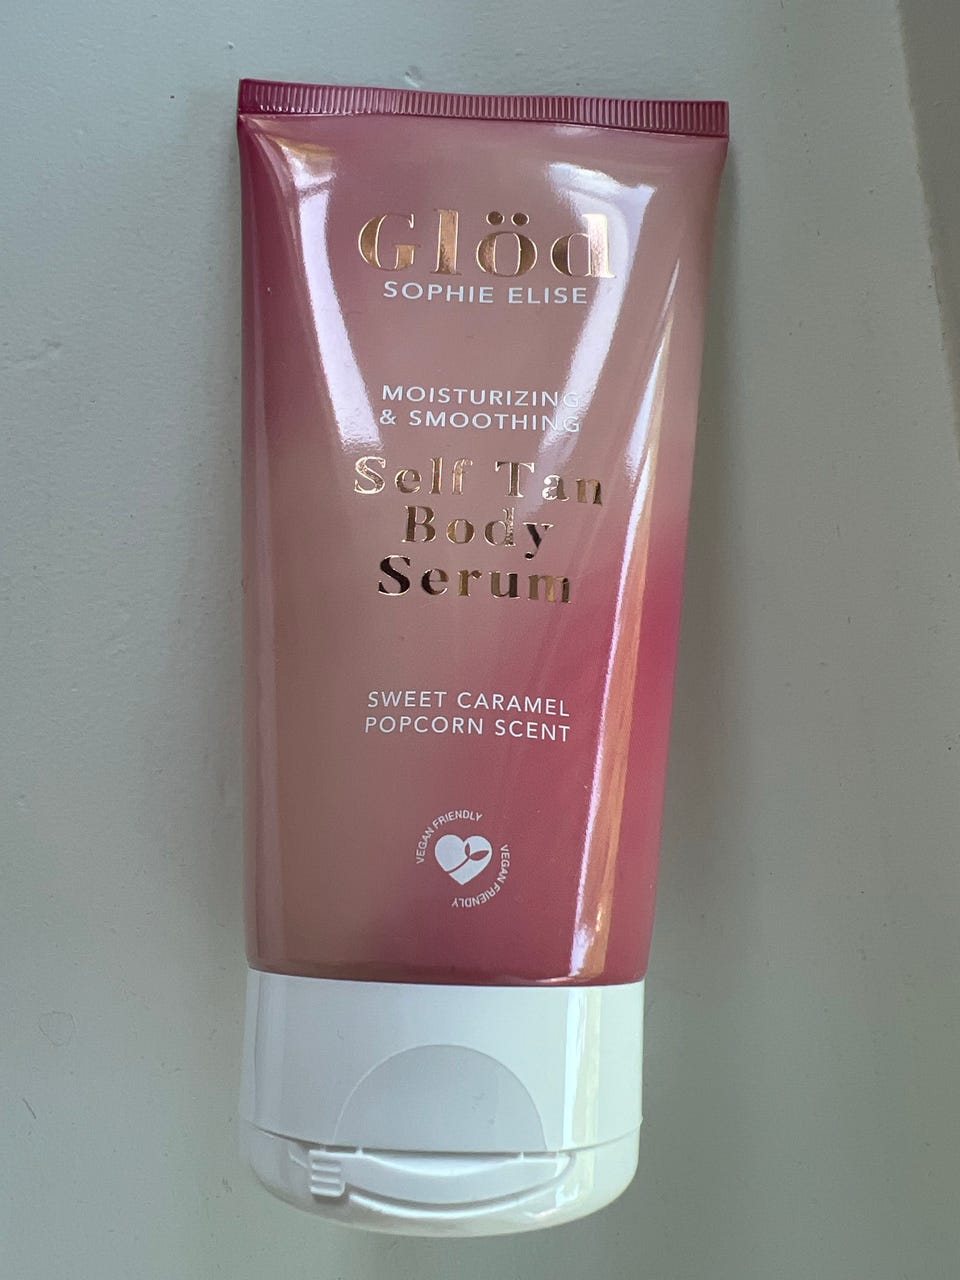 Glöd
SOPHIE ELISE
MOISTURIZING
& SMOOTHING
Self Tan
Body
Serum
SWEET CARAMEL
POPCORN SCENT
VEGAN FRIENDLY
VEGAN FRIENDLY